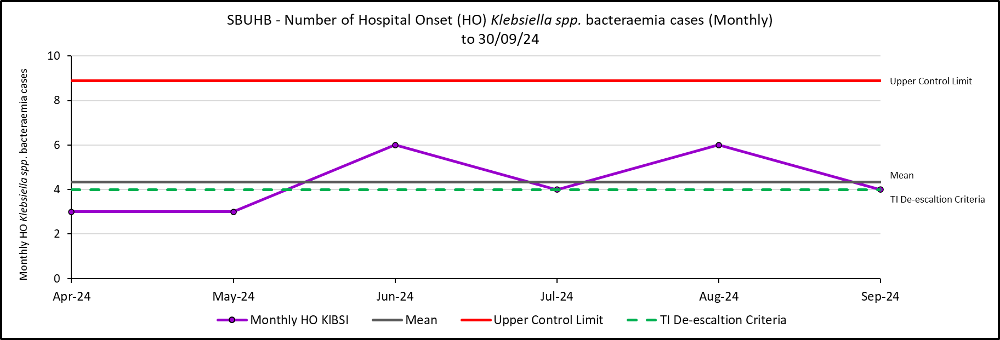 SBUHB - Number of Hospital Onset (HO) Klebsiella spp. bacteraemia cases (Monthly)
to 30/09/24
Monthly HO Klebsiella spp. bacteraemia cases
10
8
6
4
2
0
Upper Control Limit
Mean
TI De-escaltion Criteria
Apr-24
May-24
Jun-24
Jul-24
Aug-24
Sep-24
Monthly HO KlBSI
Mean
Upper Control Limit
TI De-escaltion Criteria